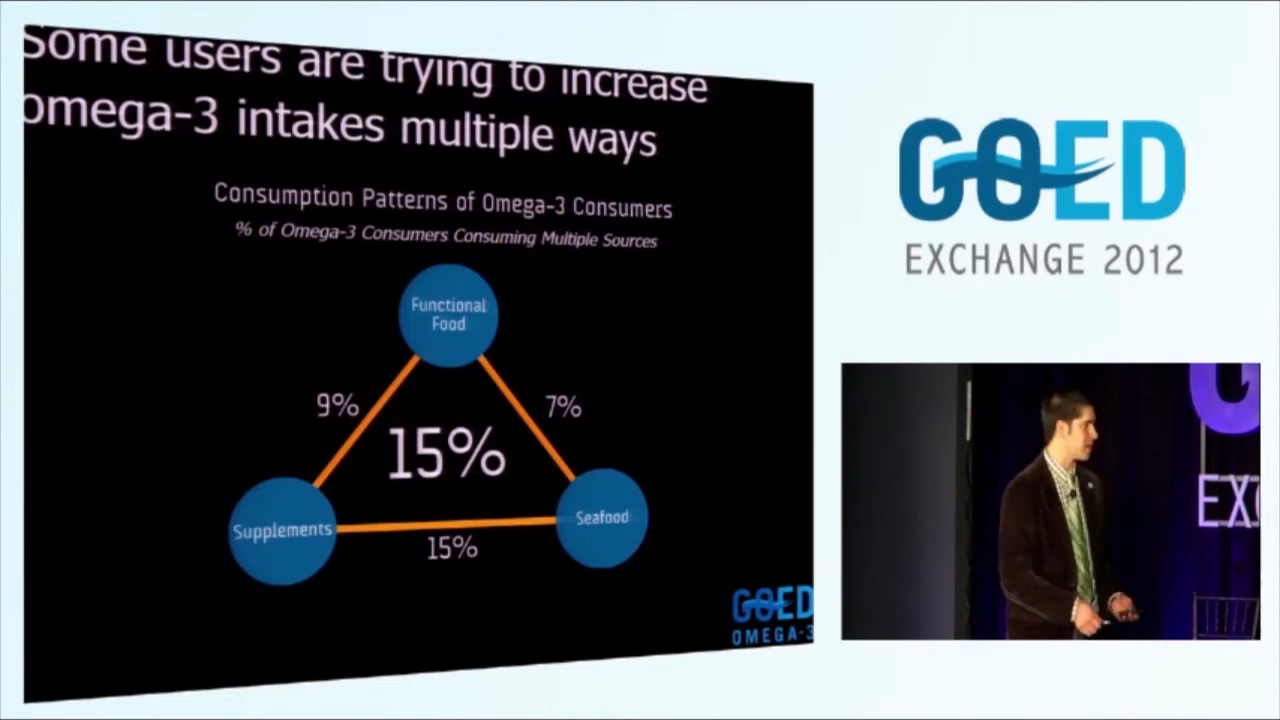 Some users are trying to increase
omega-3 intakes multiple ways
Consumption Patterns of Omega-3 Consumers
% of Omega-3 Consumers Consuming Multiple Sources
Functional
Food
9%
7%
15%
Supplements
Seafood
15%
GOED
OMEGA-3
GOED
EXCHANGE 2012
G
EXC